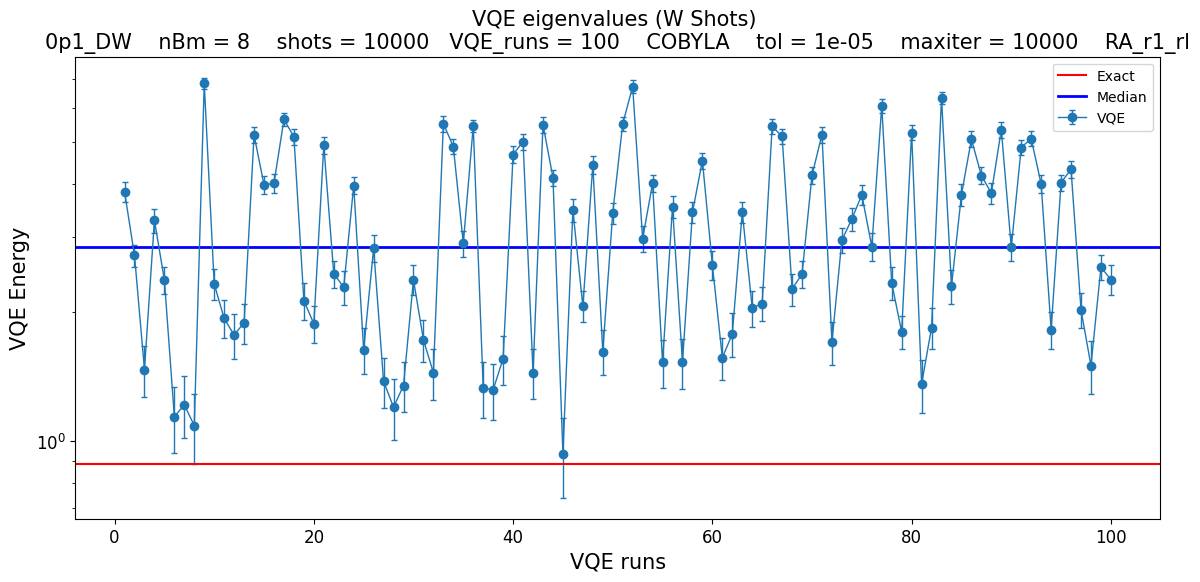 VQE eigenvalues (W Shots)
0p1_DW    nBm = 8    shots = 10000   VQE_runs = 100    COBYLA    tol = 1e-05    maxiter = 10000    RA_r1_rl
Exact
Median
VQE
VQE Energy
10^0
0 20 40 60 80 100
VQE runs